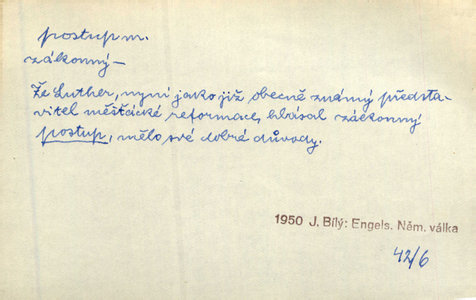 postup m.
zákonný –
Že Luther, nyní jako již obecně známý předsta-
vitel měšťácké reformace, hlásal zákonný
postup, mělo své dobré důvody.
1950 J. Bílý: Engels. Něm. válka
42/6